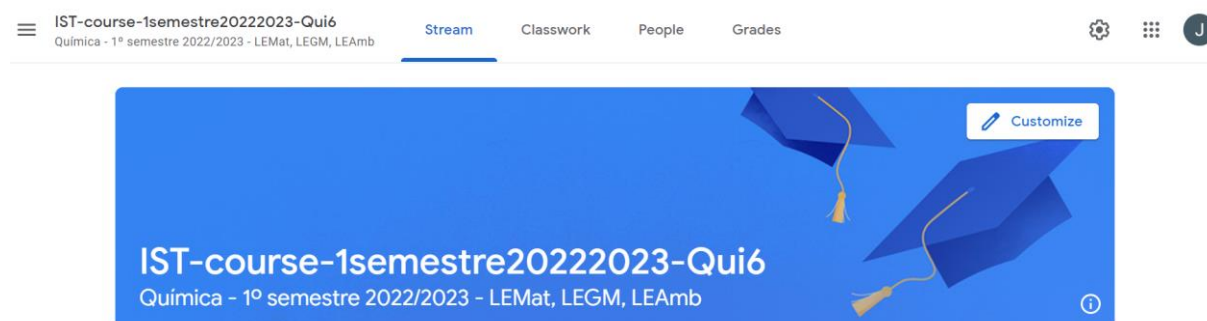 IST-course-1semestre20222023-Qui6
Química - 1º semestre 2022/2023 - LEMat, LEGM, LEAmb
Stream
Classwork
People
Grades
J
Customize
IST-course-1semestre20222023-Qui6
Química - 1º semestre 2022/2023 - LEMat, LEGM, LEAmb